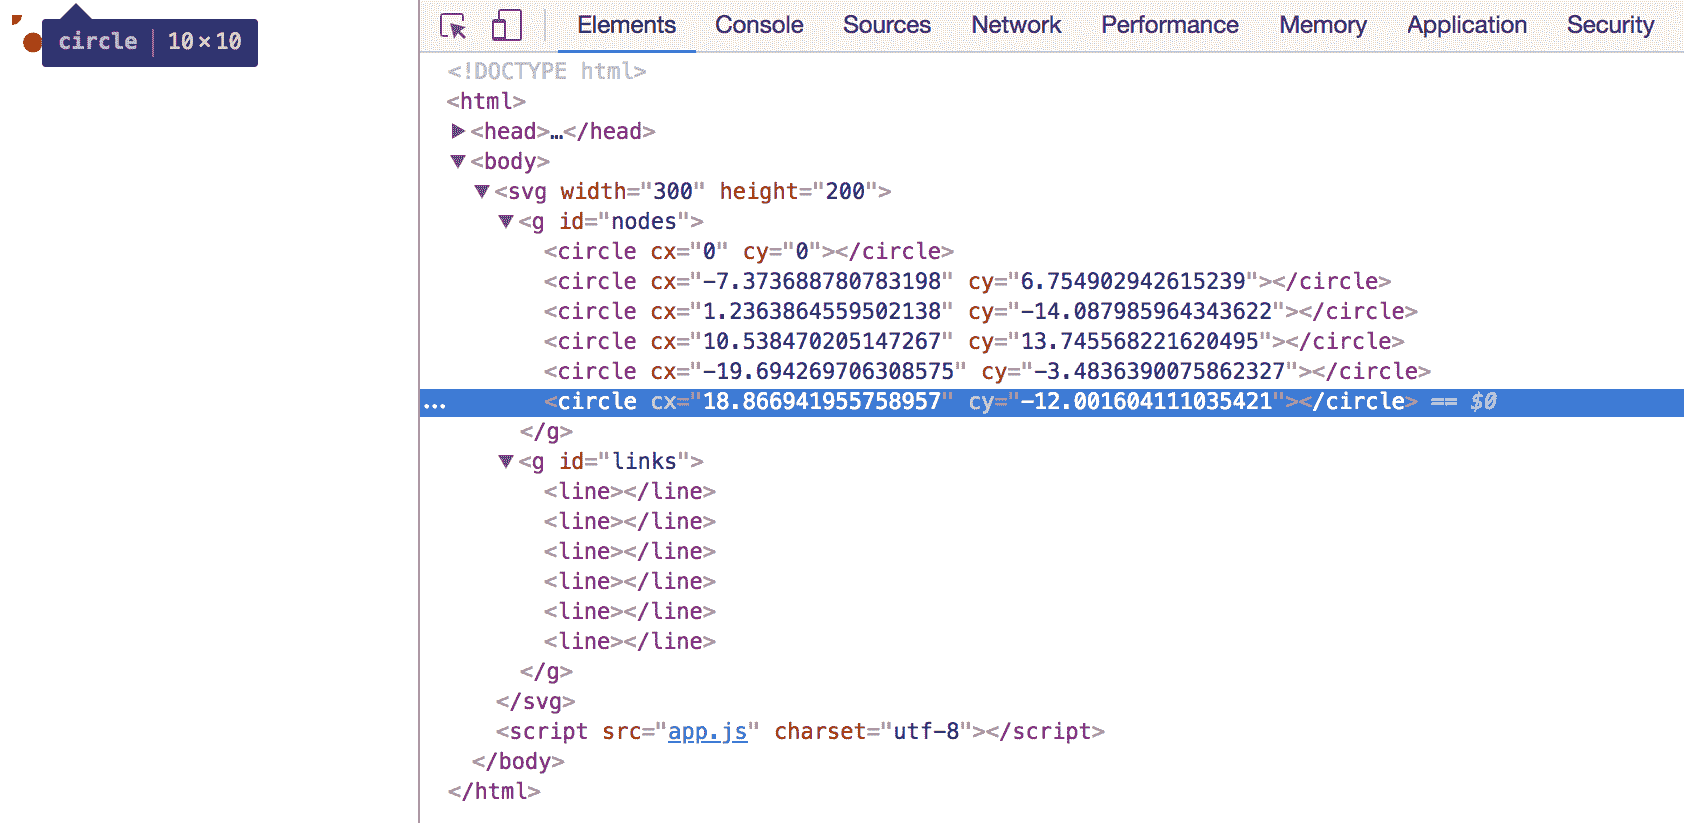 circle | 10×10
Elements Console Sources Network Performance Memory Application Security
<!DOCTYPE html>
<html>
<head>…</head>
<body>
<svg width="300" height="200">
<g id="nodes">
<circle cx="0" cy="0"></circle>
<circle cx="-7.373688780783198" cy="6.754902942615239"></circle>
<circle cx="1.2363864559502138" cy="-14.087985964343622"></circle>
<circle cx="10.538470205147267" cy="13.745568221620495"></circle>
<circle cx="-19.694269706308575" cy="-3.4836390075862327"></circle>
... <circle cx="18.866941955758957" cy="-12.001604111035421"></circle> == $0
</g>
<g id="links">
<line></line>
<line></line>
<line></line>
<line></line>
<line></line>
<line></line>
</g>
</svg>
<script src="app.js" charset="utf-8"></script>
</body>
</html>